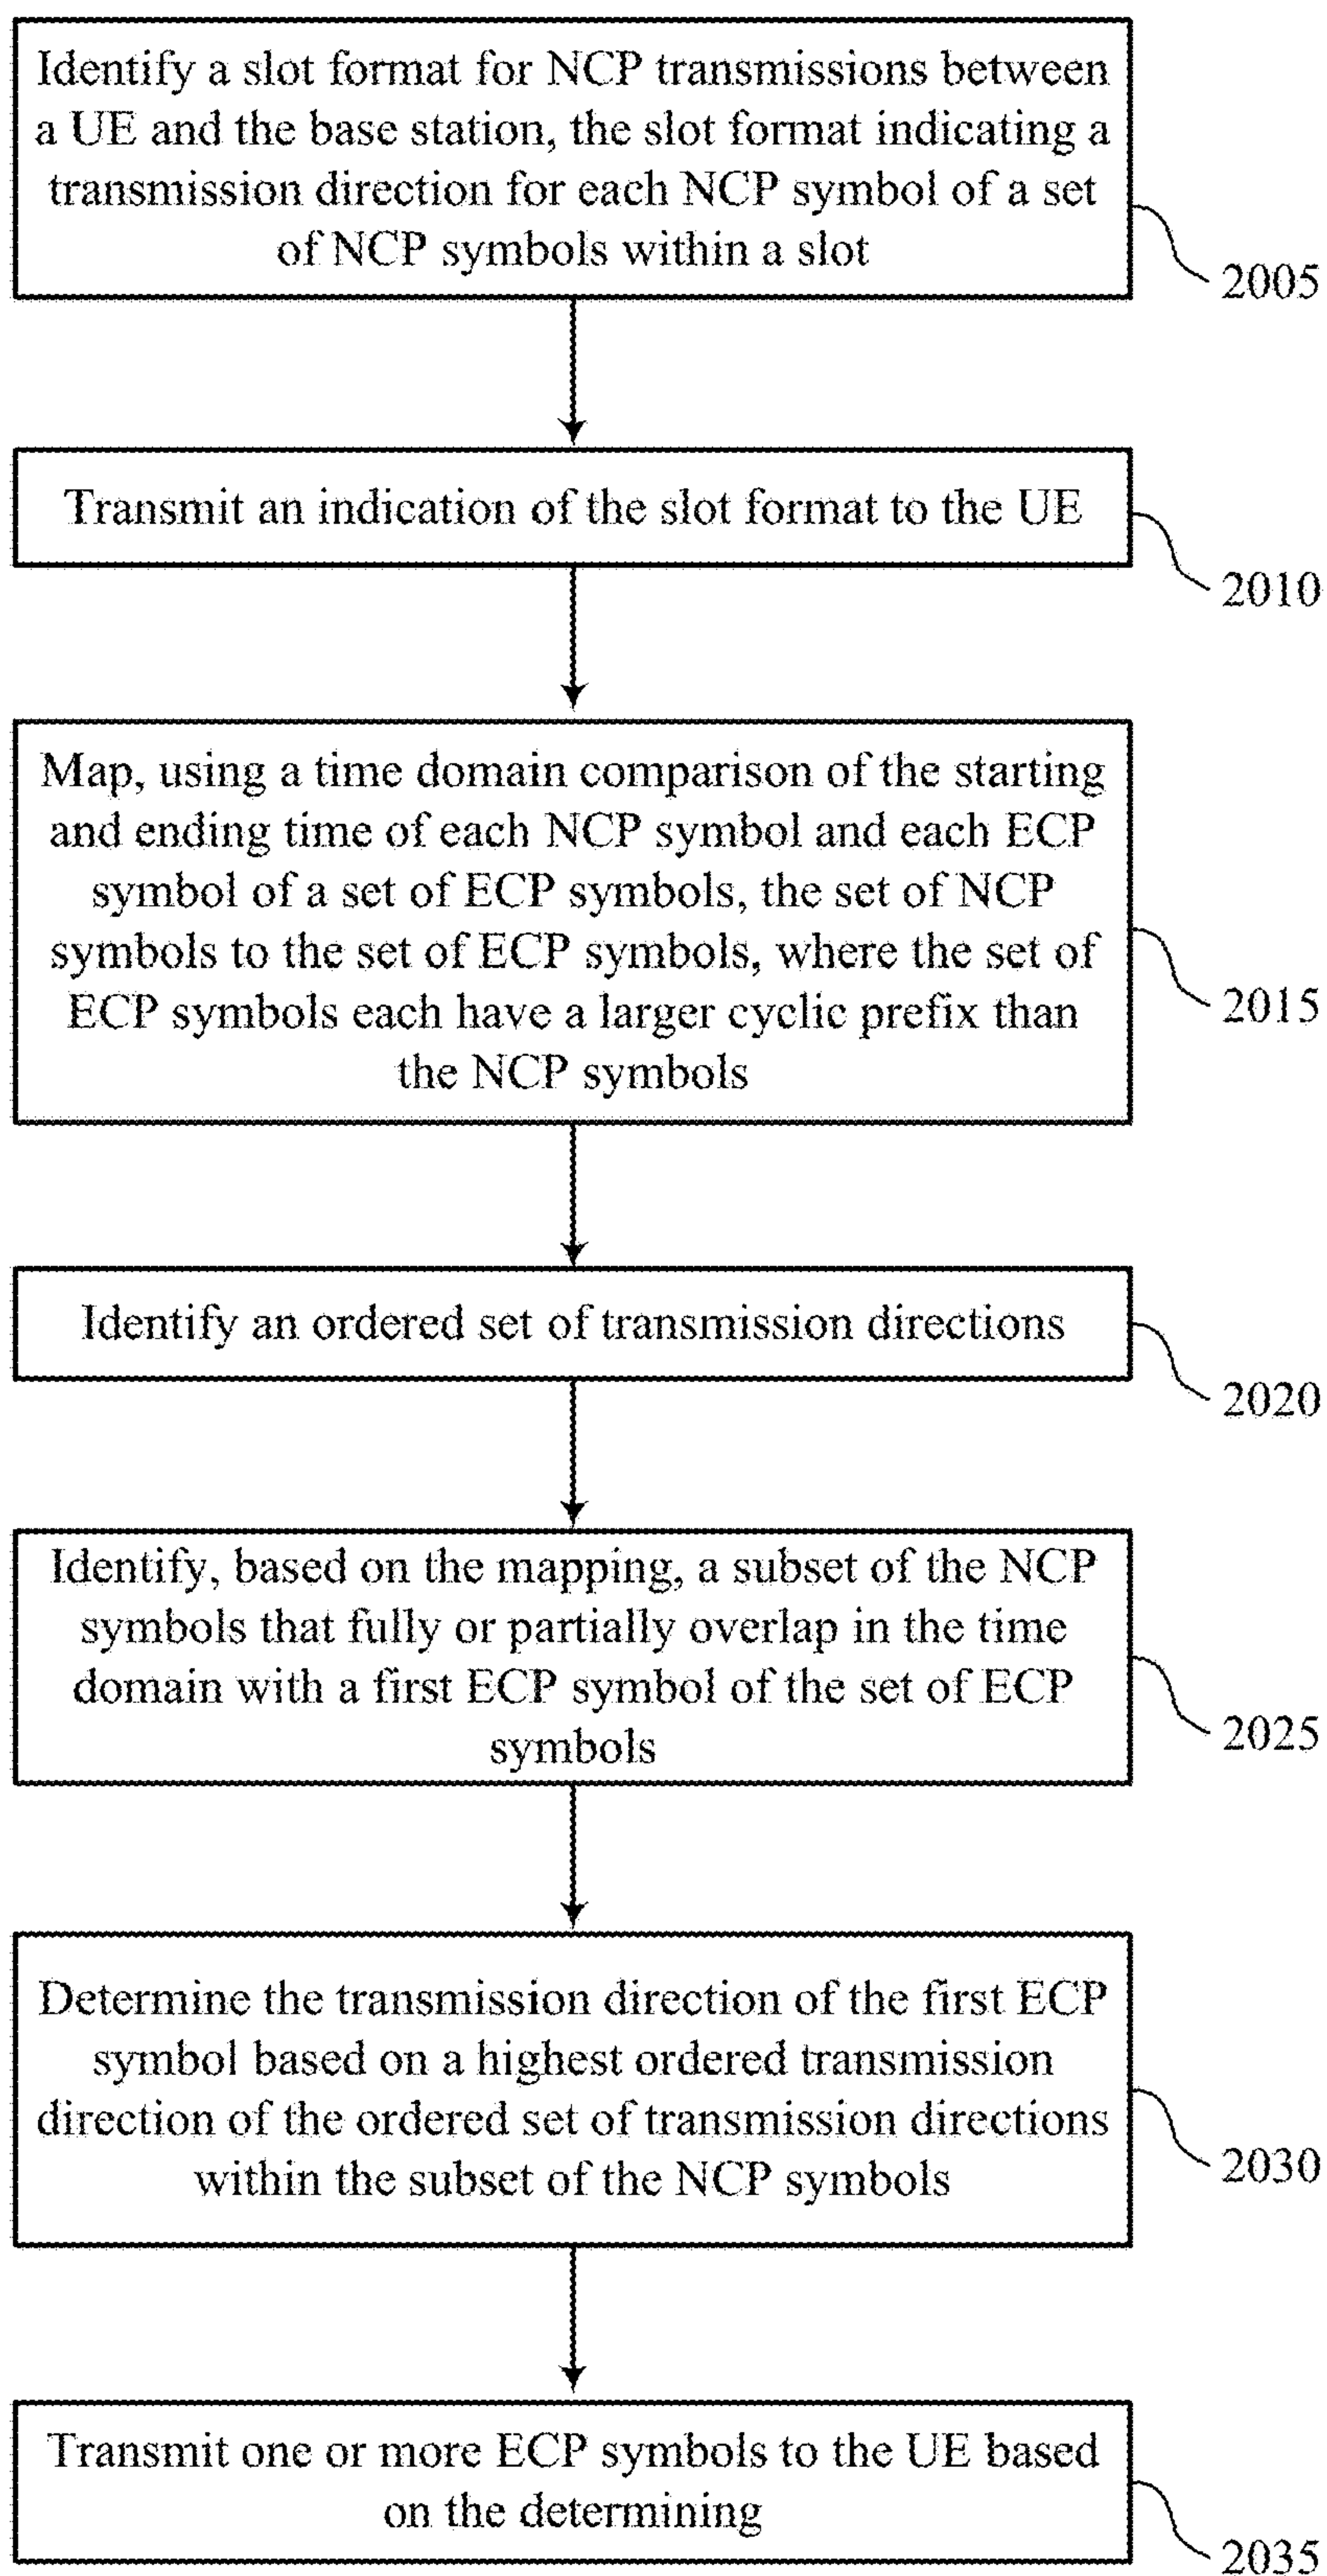 Identify a slot format for NCP transmissions between
a UE and the base station, the slot format indicating a
transmission direction for each NCP symbol of a set
of NCP symbols within a slot
2005
Transmit an indication of the slot format to the UE
2010
Map, using a time domain comparison of the starting
and ending time of each NCP symbol and each ECP
symbol of a set of ECP symbols, the set of NCP
symbols to the set of ECP symbols, where the set of
ECP symbols each have a larger cyclic prefix than
the NCP symbols
2015
Identify an ordered set of transmission directions
2020
Identify, based on the mapping, a subset of the NCP
symbols that fully or partially overlap in the time
domain with a first ECP symbol of the set of ECP
symbols
2025
Determine the transmission direction of the first ECP
symbol based on a highest ordered transmission
direction of the ordered set of transmission directions
within the subset of the NCP symbols
2030
Transmit one or more ECP symbols to the UE based
on the determining
2035